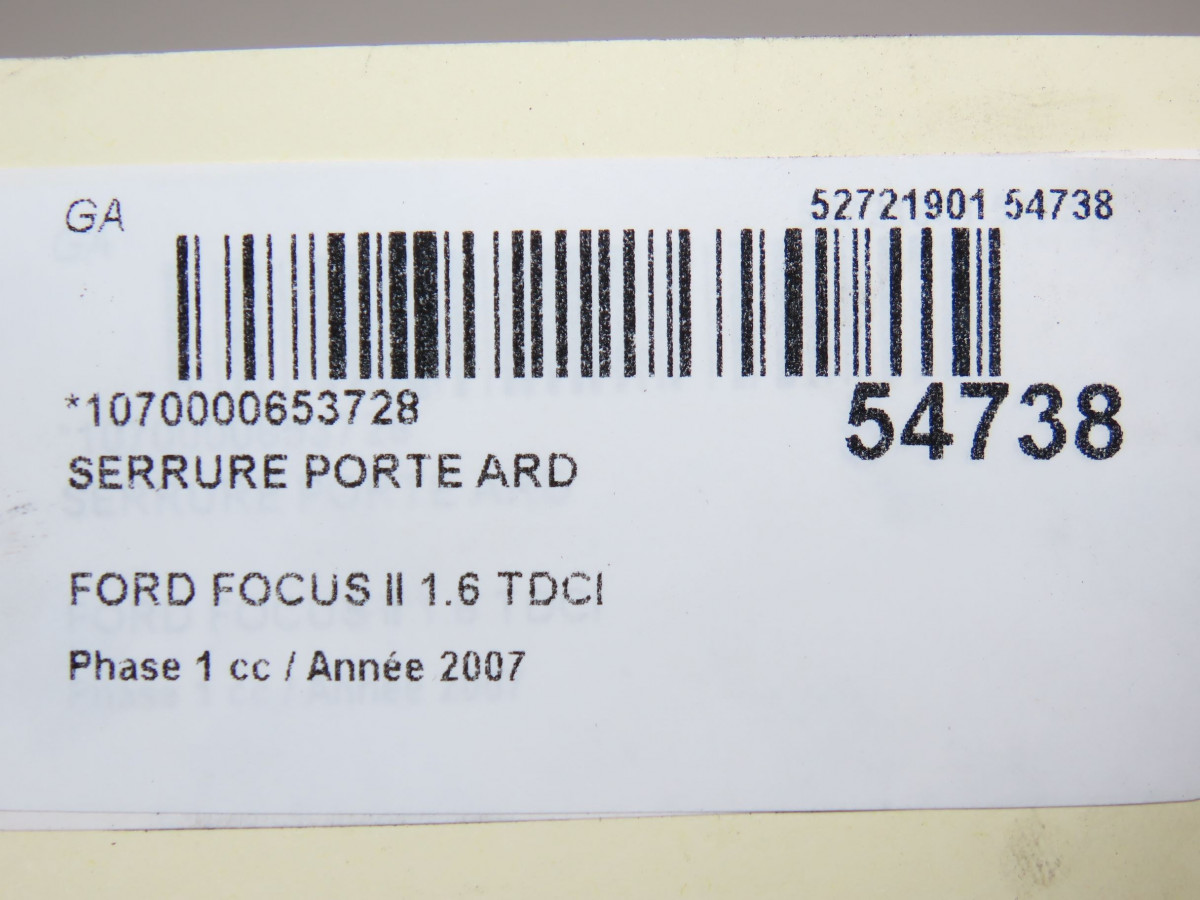 GA
52721901 54738
*1070000653728
54738
SERRURE PORTE ARD
FORD FOCUS II 1.6 TDCI
Phase 1 cc / Année 2007